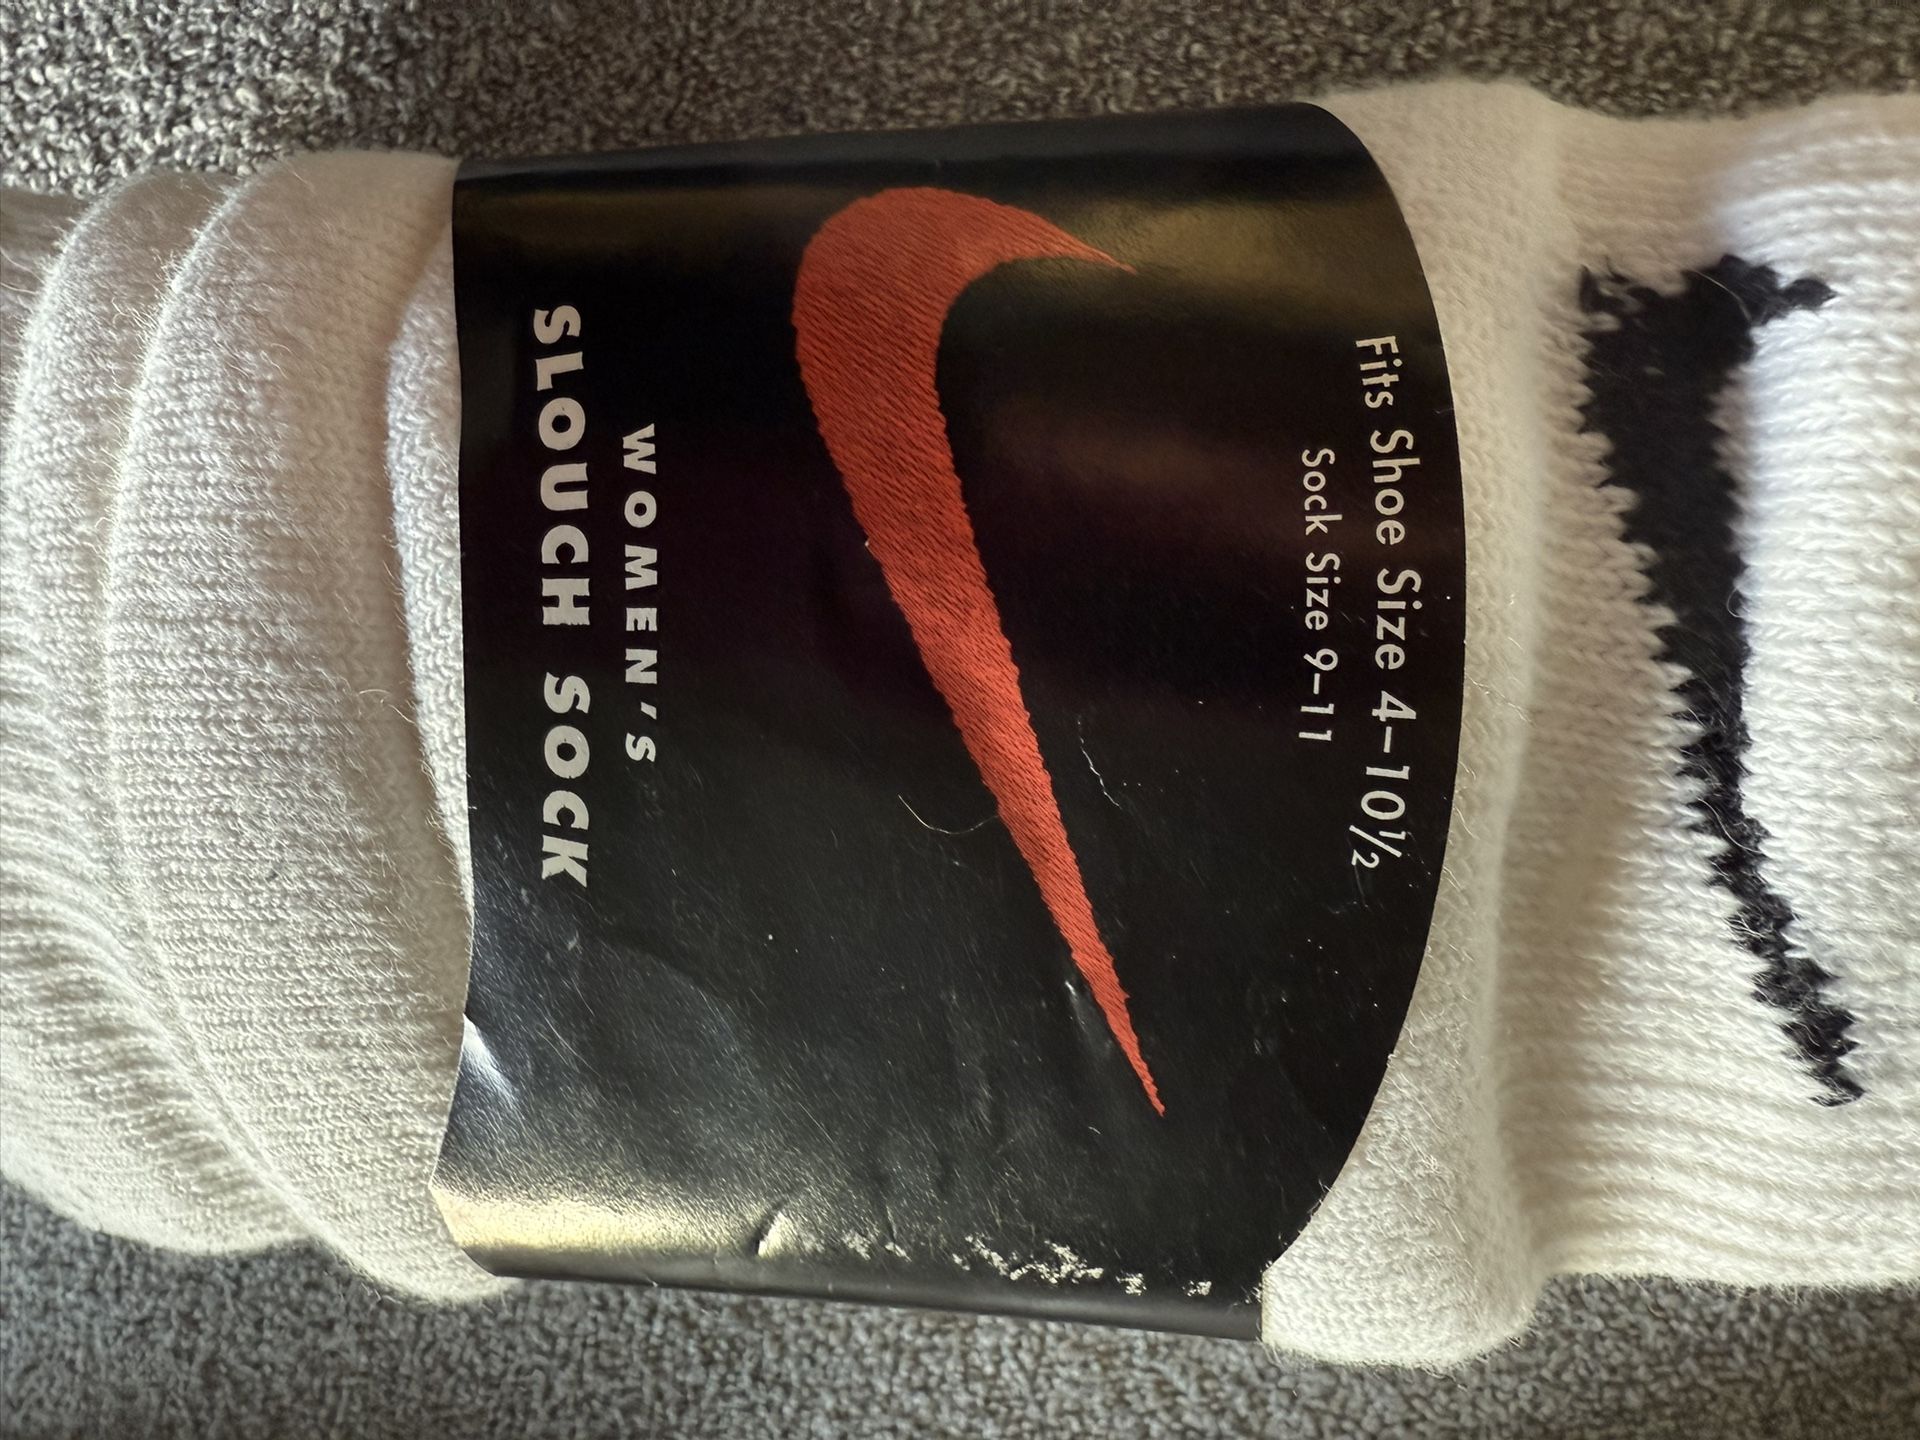 Fits Shoe Size 4-10½
Sock Size 9-11
WOMEN'S
SLOUCH SOCK